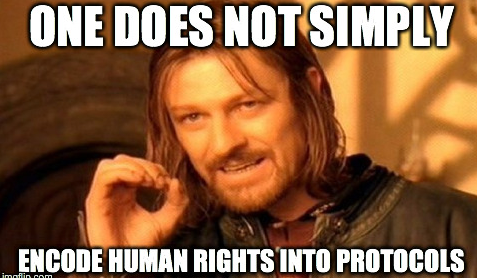 ONE DOES NOT SIMPLY
ENCODE HUMAN RIGHTS INTO PROTOCOLS
imgflip.com